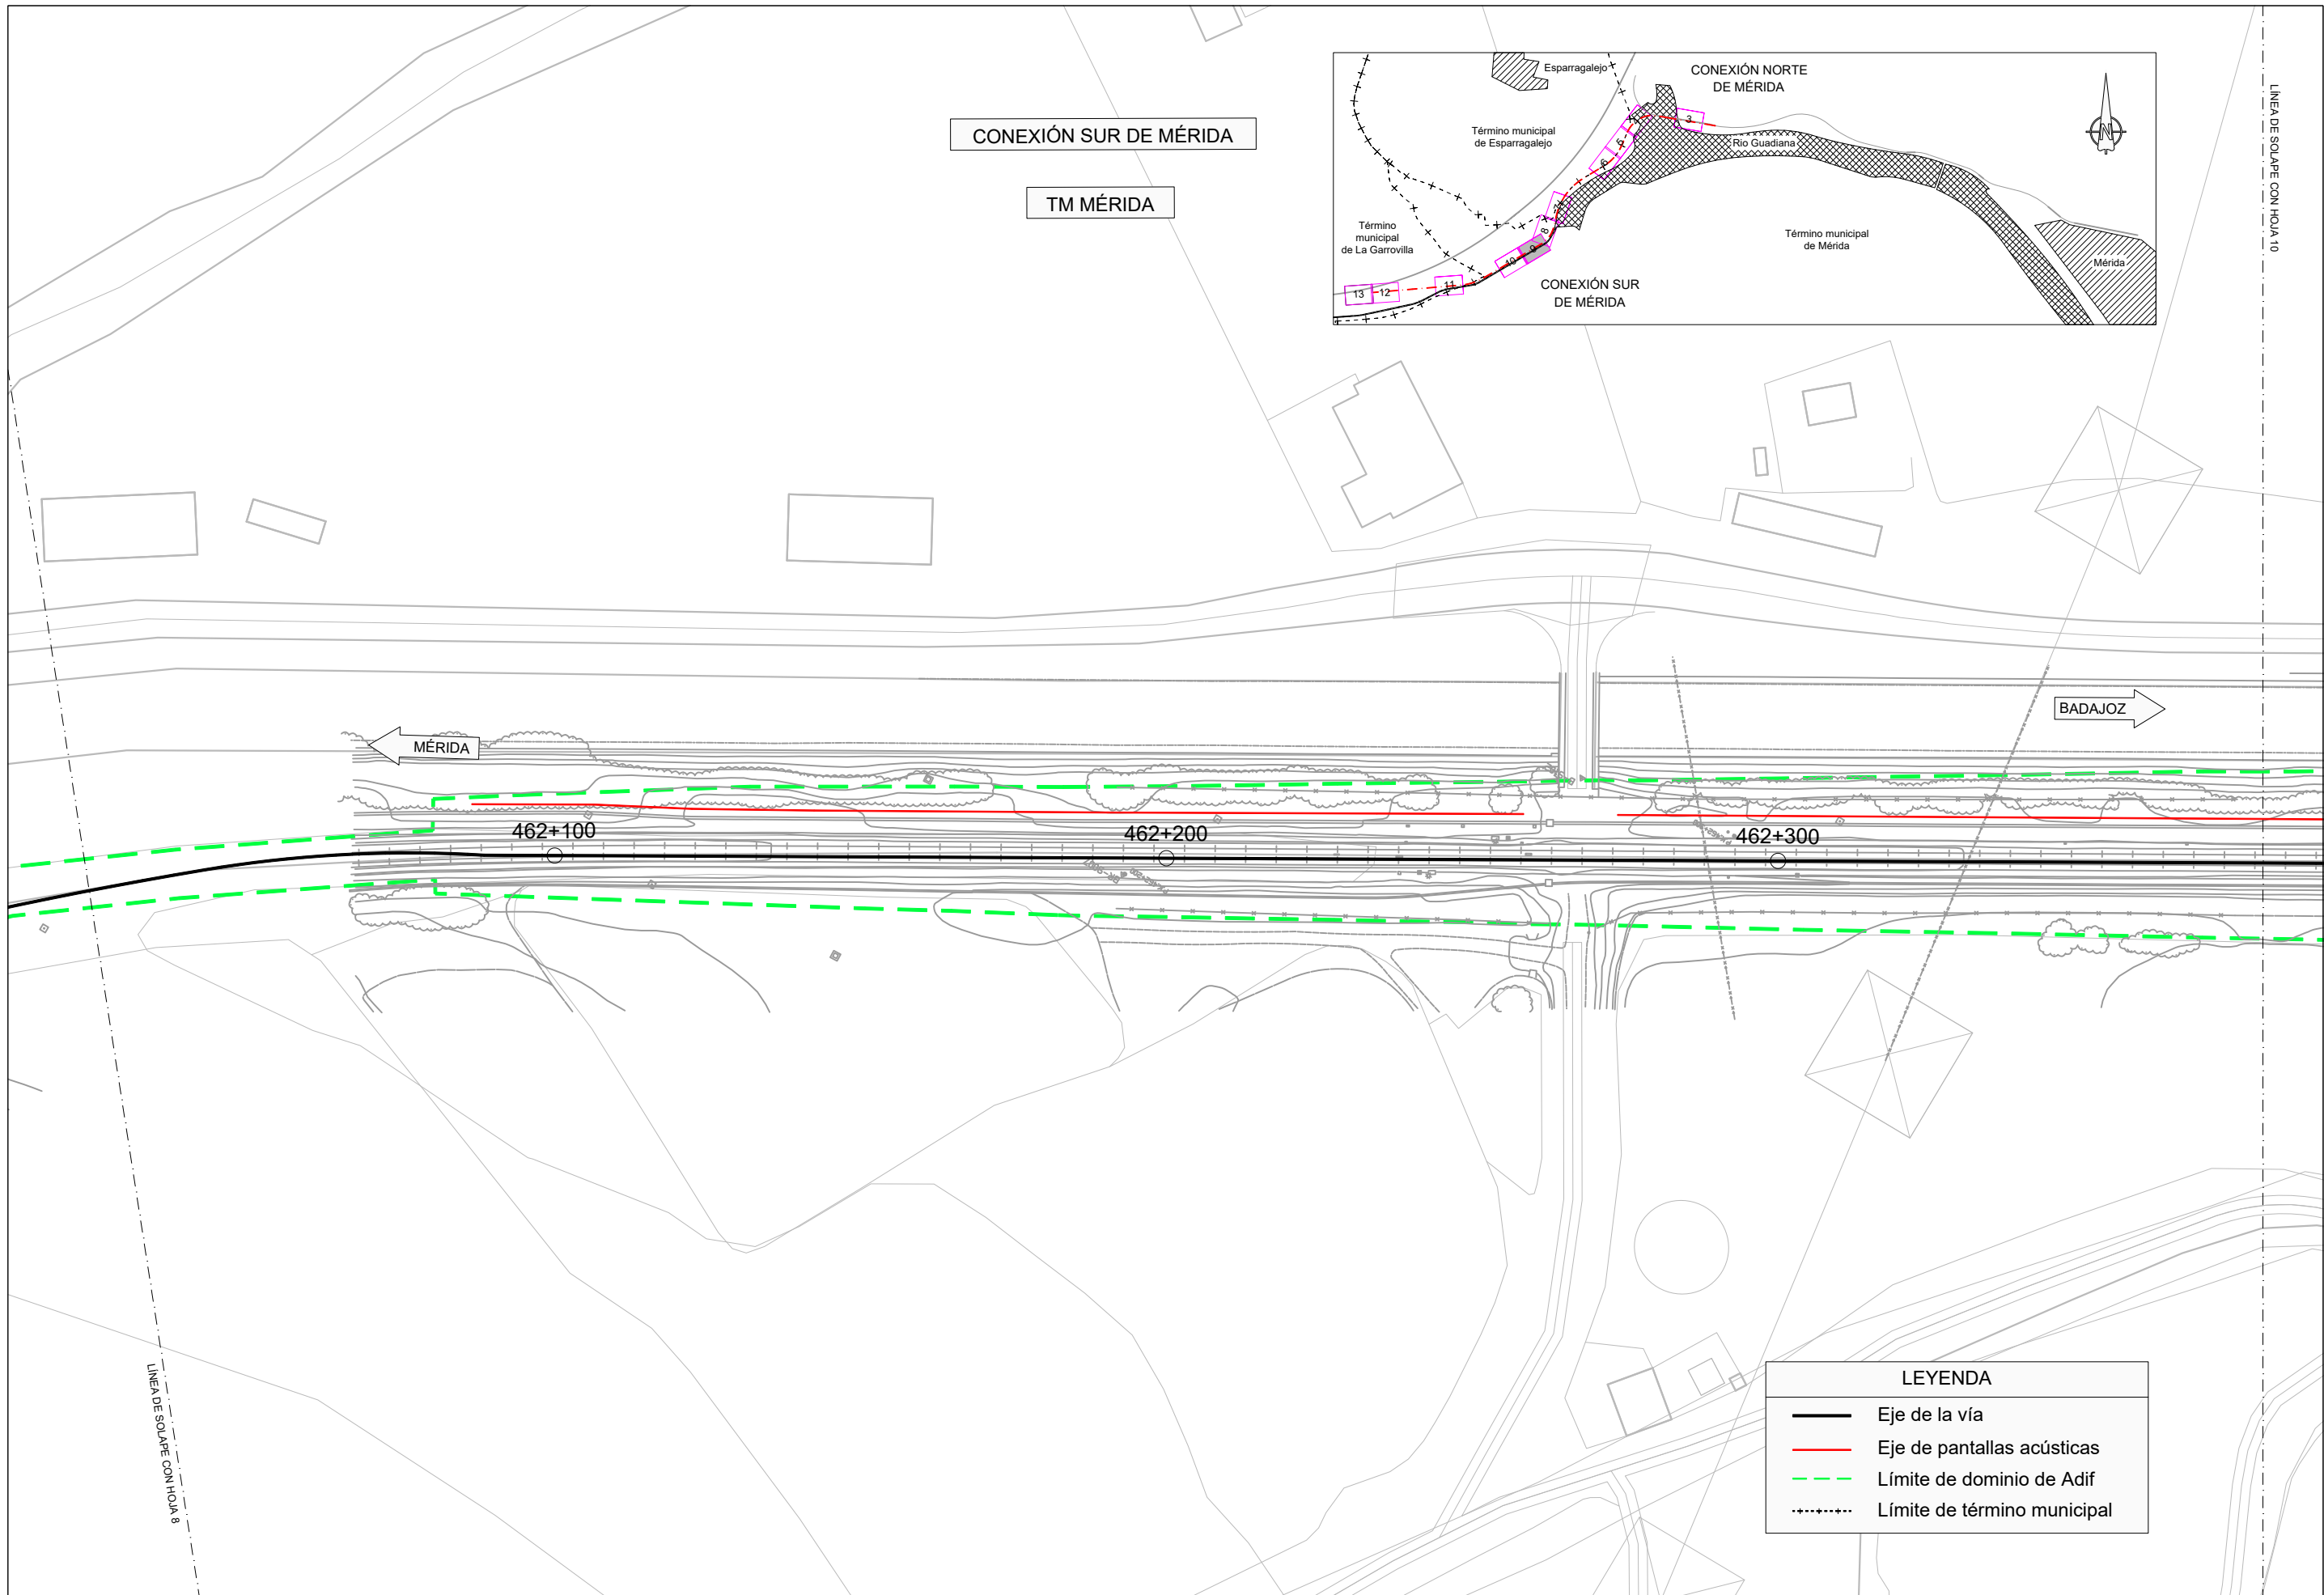 CONEXIÓN SUR DE MÉRIDA
TM MÉRIDA
Esparragalejo
CONEXIÓN NORTE
DE MÉRIDA
Término municipal
de Esparragalejo
Rio Guadiana
N
3
5
6
7
8
9
10
11
12
13
Término
municipal
de La Garrovilla
Término municipal
de Mérida
Mérida
CONEXIÓN SUR
DE MÉRIDA
LÍNEA DE SOLAPE CON HOJA 10
MÉRIDA
BADAJOZ
462+100
462+200
462+300
LÍNEA DE SOLAPE CON HOJA 8
LEYENDA
Eje de la vía
Eje de pantallas acústicas
Límite de dominio de Adif
Límite de término municipal